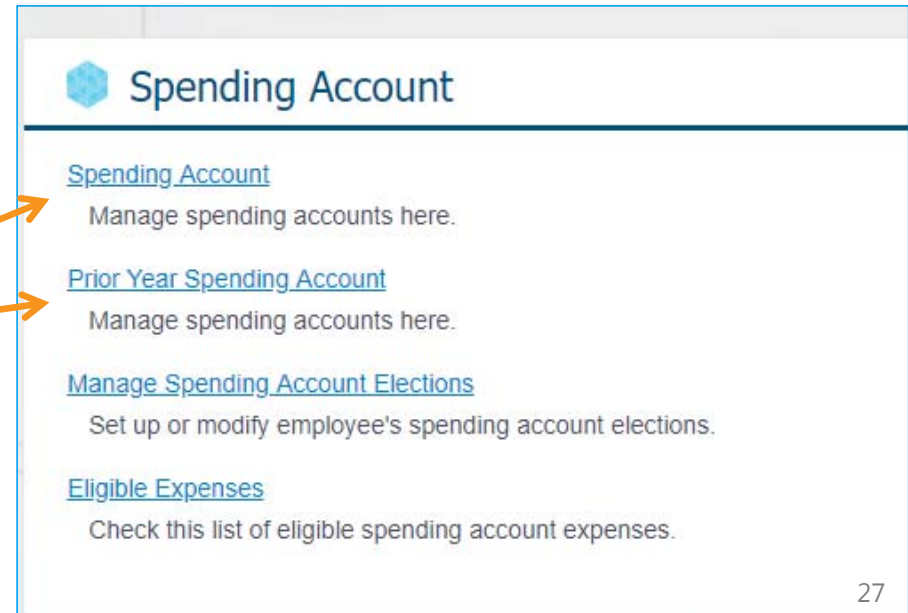 Spending Account
Spending Account
Manage spending accounts here.
Prior Year Spending Account
Manage spending accounts here.
Manage Spending Account Elections
Set up or modify employee's spending account elections.
Eligible Expenses
Check this list of eligible spending account expenses.
27